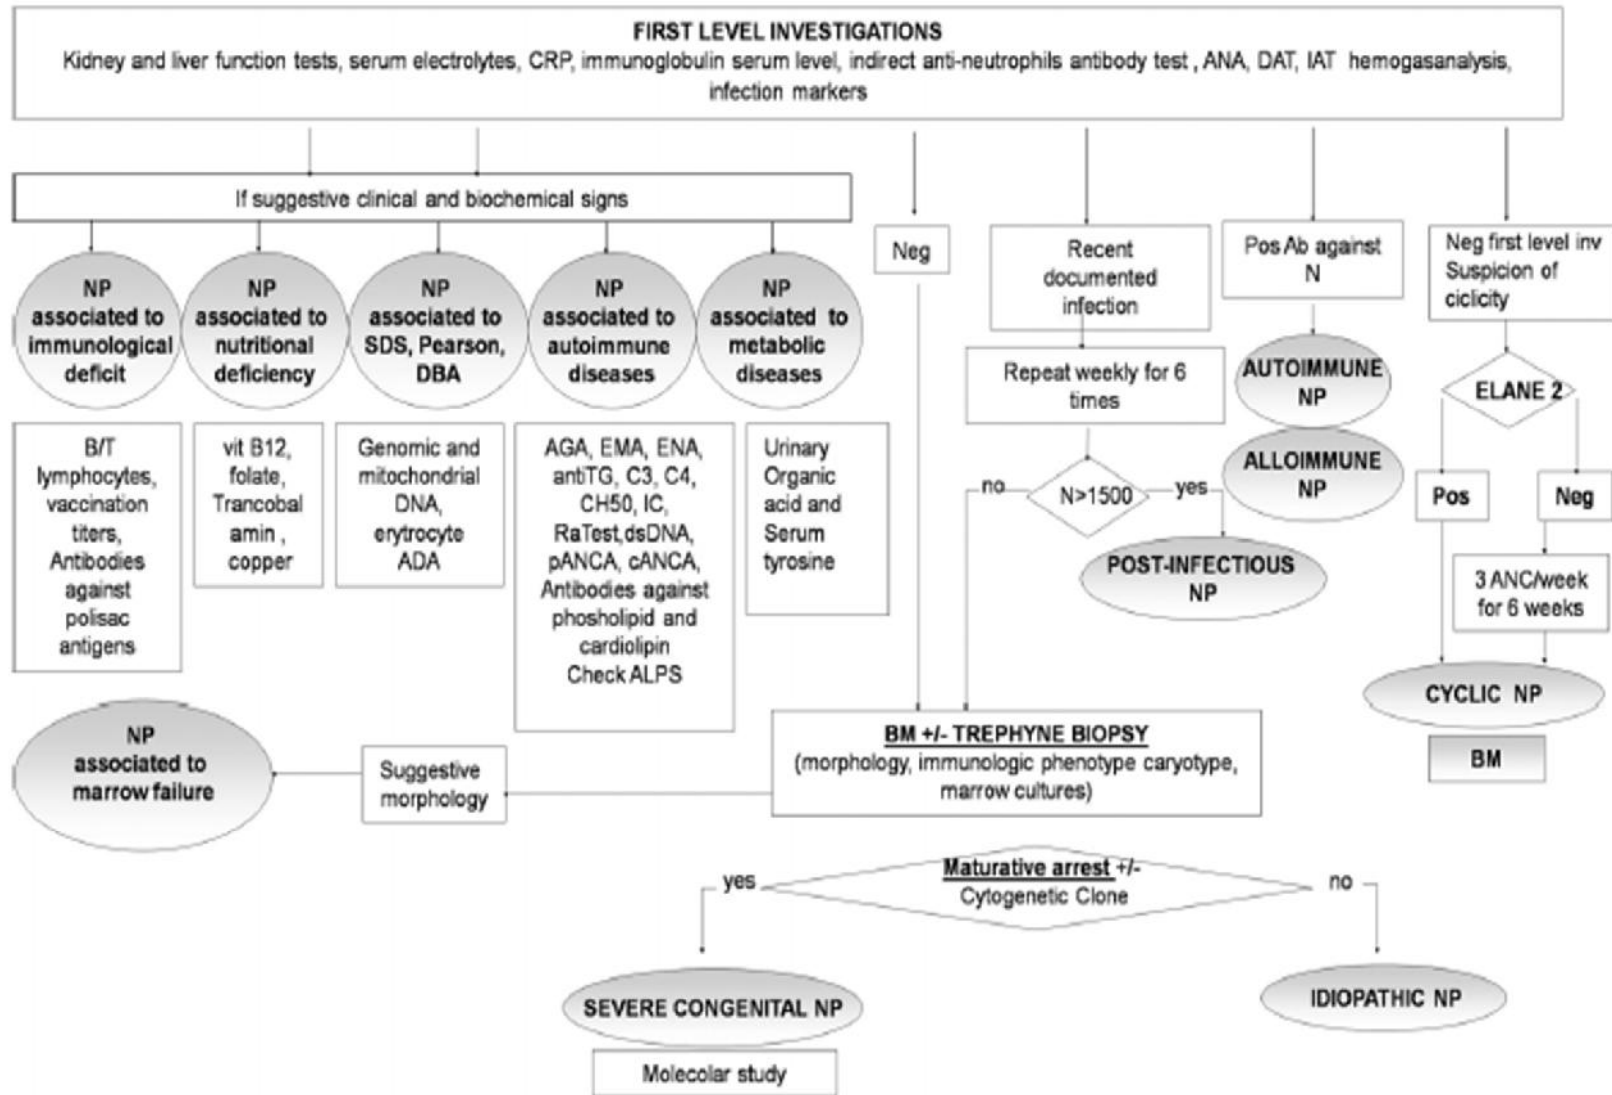 FIRST LEVEL INVESTIGATIONS
Kidney and liver function tests, serum electrolytes, CRP, immunoglobulin serum level, indirect anti-neutrophils antibody test , ANA, DAT, IAT hemogasanalysis,
infection markers
If suggestive clinical and biochemical signs
NP
associated to
immunological
deficit
NP
associated to
nutritional
deficiency
NP
associated to
SDS, Pearson,
DBA
NP
associated to
autoimmune
diseases
NP
associated to
metabolic
diseases
B/T
lymphocytes,
vaccination
titers,
Antibodies
against
polisac
antigens
vit B12,
folate,
Trancobal
amin ,
copper
Genomic and
mitochondrial
DNA,
erytrocyte
ADA
AGA, EMA, ENA,
antiTG, C3, C4,
CH50, IC,
RaTest,dsDNA,
pANCA, cANCA,
Antibodies against
phosholipid and
cardiolipin
Check ALPS
Urinary
Organic
acid and
Serum
tyrosine
Neg
Recent
documented
infection
Repeat weekly for 6
times
N>1500
no
yes
POST-INFECTIOUS
NP
Pos Ab against
N
AUTOIMMUNE
NP
ALLOIMMUNE
NP
Neg first level inv
Suspicion of
ciclicity
ELANE 2
Pos
Neg
3 ANC/week
for 6 weeks
CYCLIC NP
BM
BM +/- TREPHYNE BIOPSY
(morphology, immunologic phenotype caryotype,
marrow cultures)
Suggestive
morphology
NP
associated to
marrow failure
Maturative arrest +/-
Cytogenetic Clone
yes
no
SEVERE CONGENITAL NP
Molecolar study
IDIOPATHIC NP